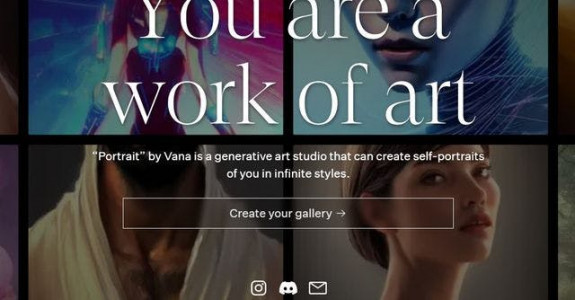 You are a
work of art
"Portrait" by Vana is a generative art studio that can create self-portraits
of you in infinite styles.
Create your gallery →